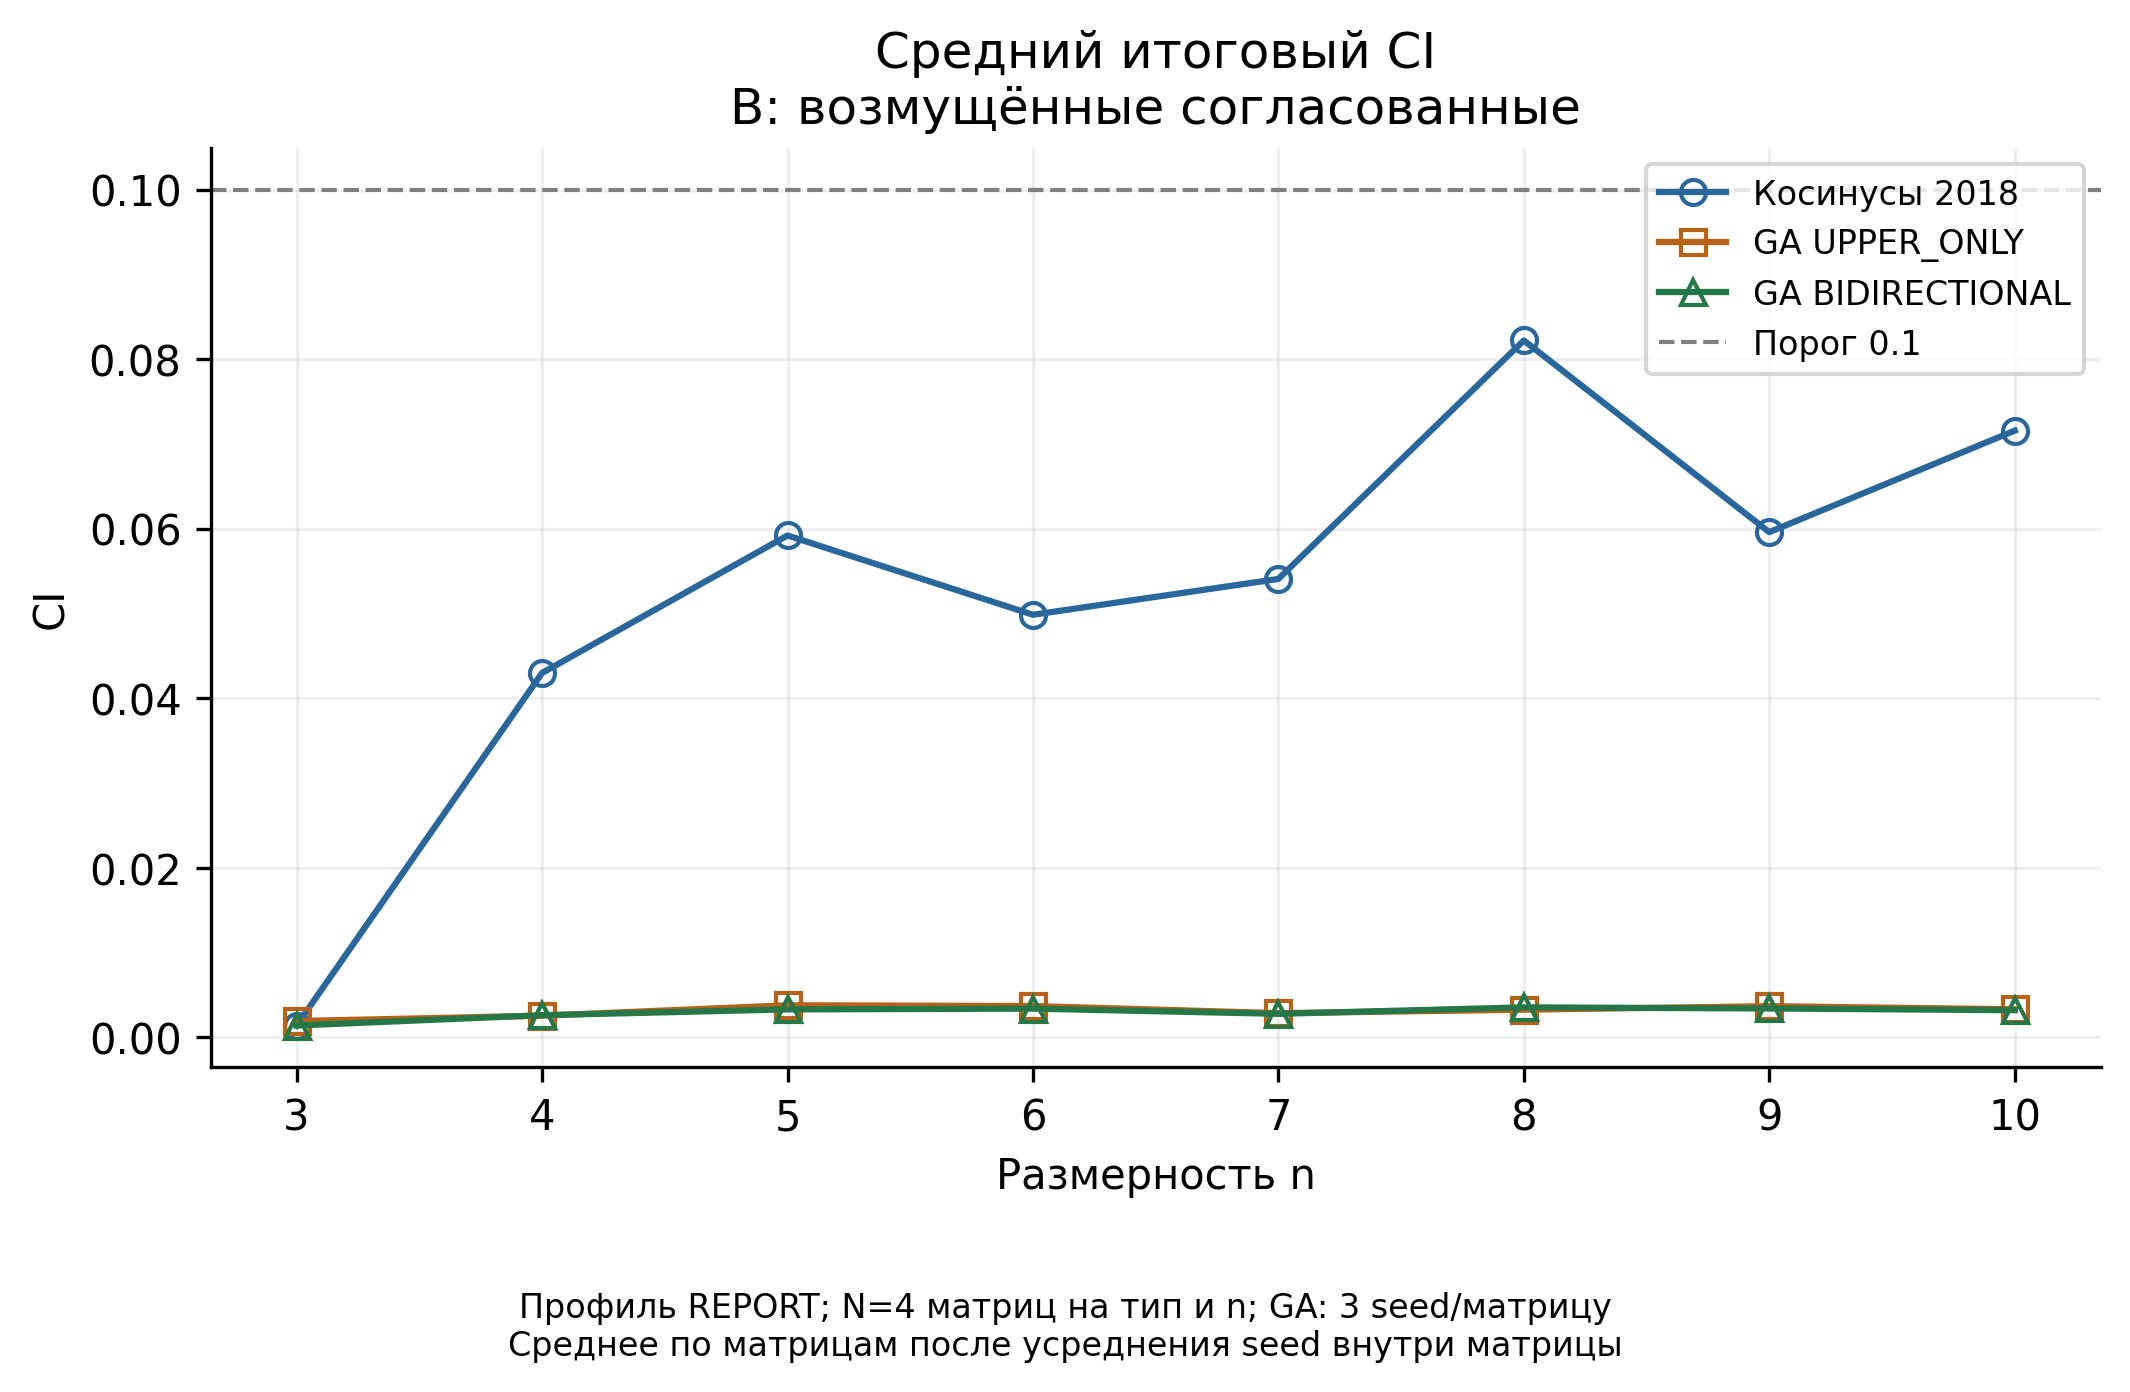 Средний итоговый CI
B: возмущённые согласованные
0.10
0.08
0.06
0.04
0.02
0.00
CI
Косинусы 2018
GA UPPER_ONLY
GA BIDIRECTIONAL
Порог 0.1
3 4 5 6 7 8 9 10
Размерность n
Профиль REPORT; N=4 матриц на тип и n; GA: 3 seed/матрицу
Среднее по матрицам после усреднения seed внутри матрицы